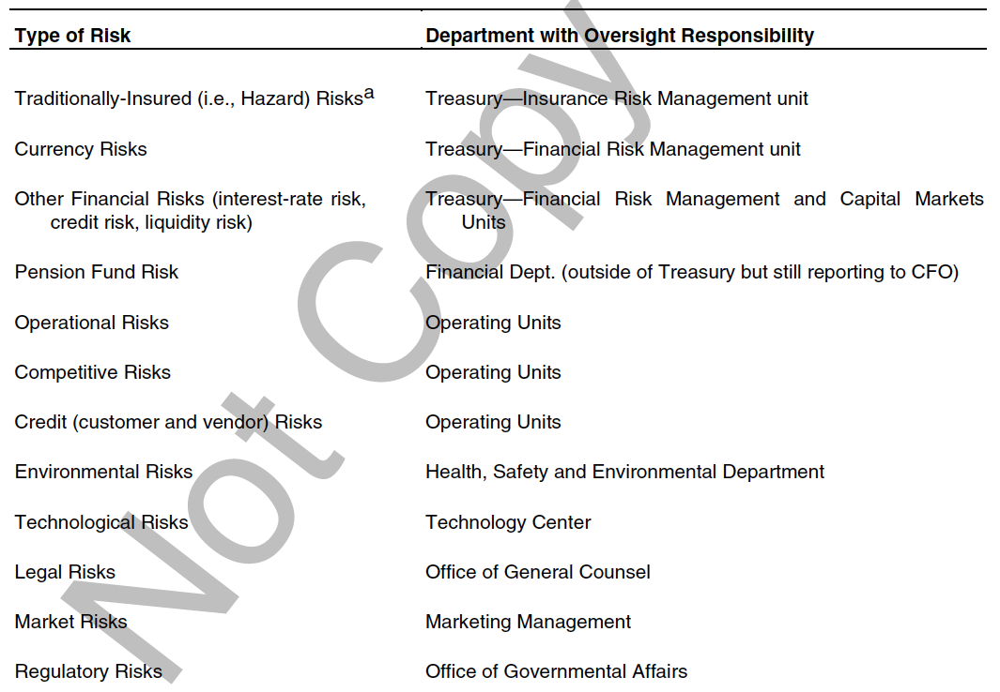 Type of Risk Department with Oversight Responsibility
Traditionally-Insured (i.e., Hazard) Risksa Treasury—Insurance Risk Management unit
Currency Risks Treasury—Financial Risk Management unit
Other Financial Risks (interest-rate risk, Treasury—Financial Risk Management and Capital Markets
credit risk, liquidity risk) Units
Pension Fund Risk Financial Dept. (outside of Treasury but still reporting to CFO)
Operational Risks Operating Units
Competitive Risks Operating Units
Credit (customer and vendor) Risks Operating Units
Environmental Risks Health, Safety and Environmental Department
Technological Risks Technology Center
Legal Risks Office of General Counsel
Market Risks Marketing Management
Regulatory Risks Office of Governmental Affairs
Not Copy